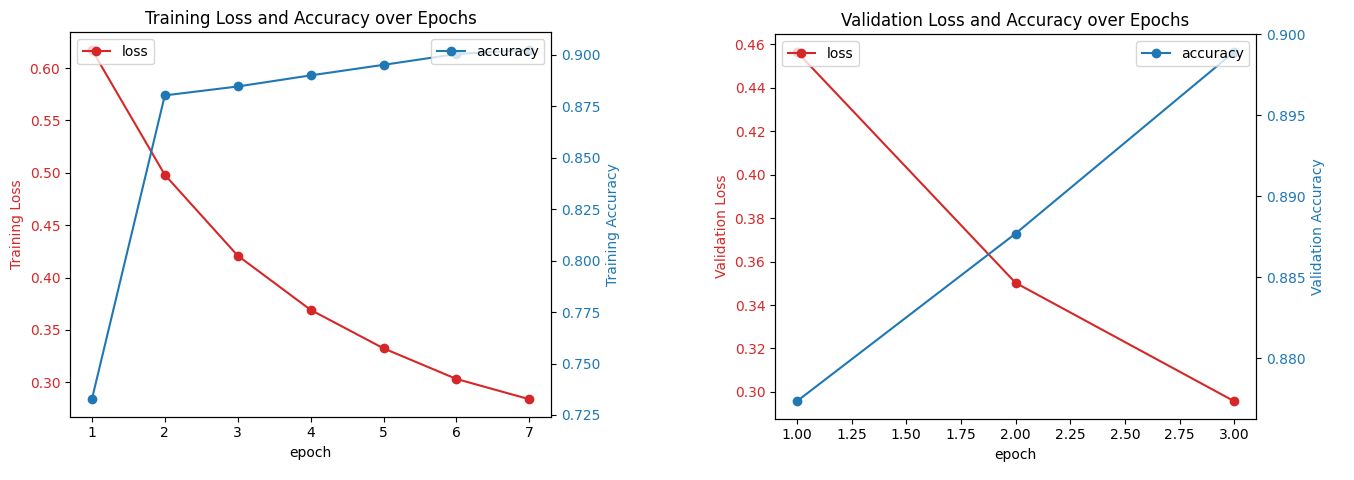 Training Loss and Accuracy over Epochs
loss
accuracy
0.60
0.55
0.50
0.45
0.40
0.35
0.30
Training Loss
0.900
0.875
0.850
0.825
0.800
0.775
0.750
0.725
Training Accuracy
1 2 3 4 5 6 7
epoch
Validation Loss and Accuracy over Epochs
loss
accuracy
0.46
0.44
0.42
0.40
0.38
0.36
0.34
0.32
0.30
Validation Loss
0.900
0.895
0.890
0.885
0.880
Validation Accuracy
1.00 1.25 1.50 1.75 2.00 2.25 2.50 2.75 3.00
epoch